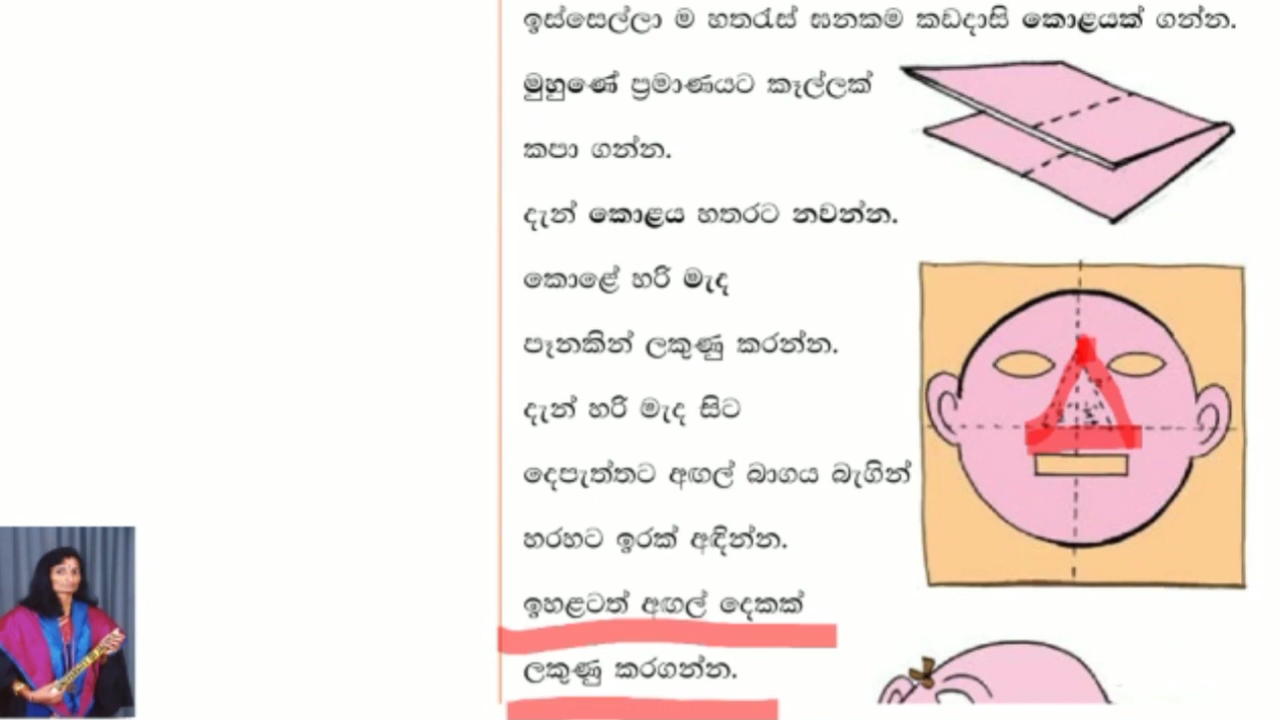 ඉස්සෙල්ලා ම හතරැස් ඝනකම කඩදාසි කොළයක් ගන්න.
මුහුණේ ප්‍රමාණයට කෑල්ලක්
කපා ගන්න.
දැන් කොළය හතරට නවන්න.
කොළේ හරි මැද
පෑනකින් ලකුණු කරන්න.
දැන් හරි මැද සිට
දෙපැත්තට අඟල් බාගය බැගින්
හරහට ඉරක් අඳින්න.
ඉහළටත් අඟල් දෙකක්
ලකුණු කරගන්න.